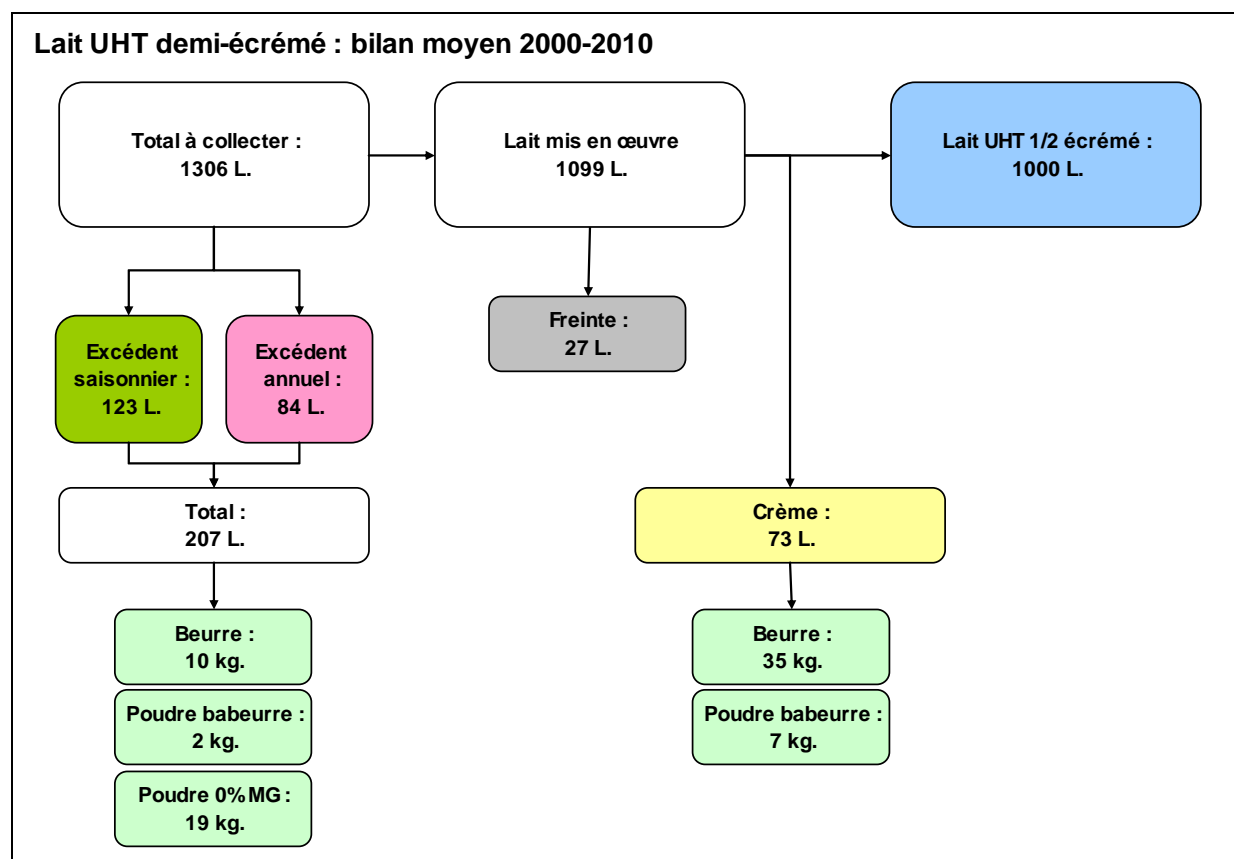 Lait UHT demi-écrémé : bilan moyen 2000-2010
Total à collecter :
1306 L.
Lait mis en œuvre
1099 L.
Lait UHT 1/2 écrémé :
1000 L.
Freinte :
27 L.
Excédent
saisonnier :
123 L.
Excédent
annuel :
84 L.
Total :
207 L.
Crème :
73 L.
Beurre :
10 kg.
Poudre babeurre :
2 kg.
Poudre 0% MG :
19 kg.
Beurre :
35 kg.
Poudre babeurre :
7 kg.